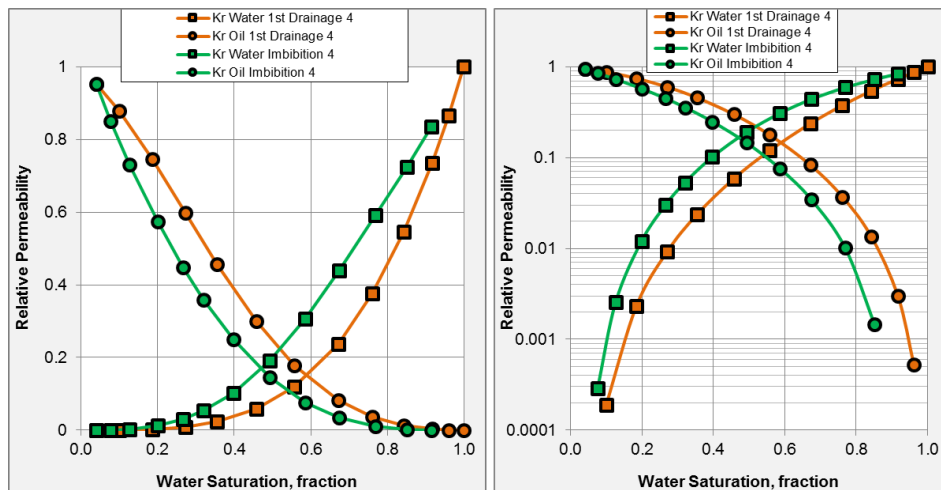 Kr Water 1st Drainage 4
Kr Oil 1st Drainage 4
Kr Water Imbibition 4
Kr Oil Imbibition 4
1
0.8
0.6
0.4
0.2
0
Relative Permeability
0.0
0.2
0.4
0.6
0.8
1.0
Water Saturation, fraction
Kr Water 1st Drainage 4
Kr Oil 1st Drainage 4
Kr Water Imbibition 4
Kr Oil Imbibition 4
1
0.1
0.01
0.001
0.0001
Relative Permeability
0.0
0.2
0.4
0.6
0.8
1.0
Water Saturation, fraction